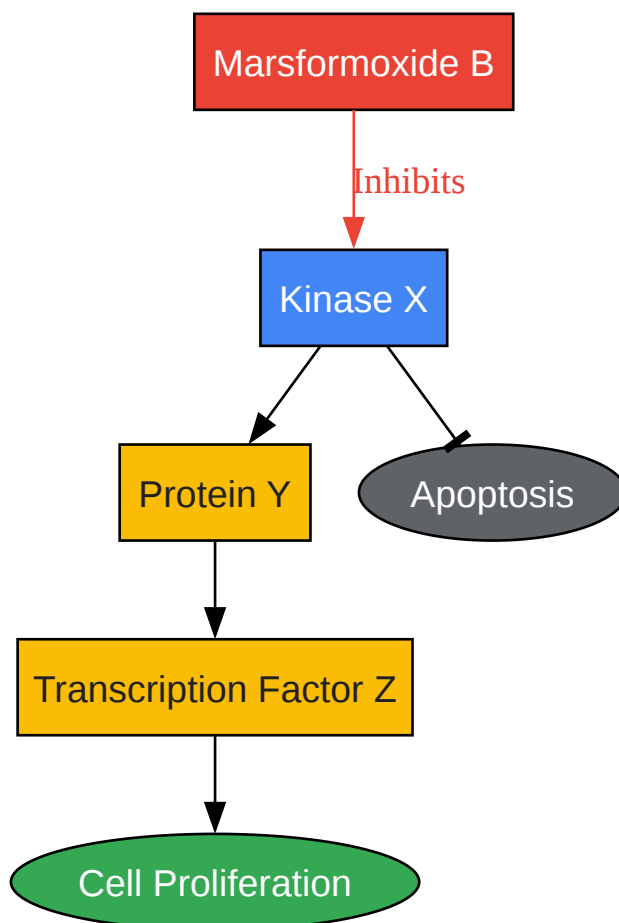 Marsformoxide B
Inhibits
Kinase X
Protein Y
Apoptosis
Transcription Factor Z
Cell Proliferation